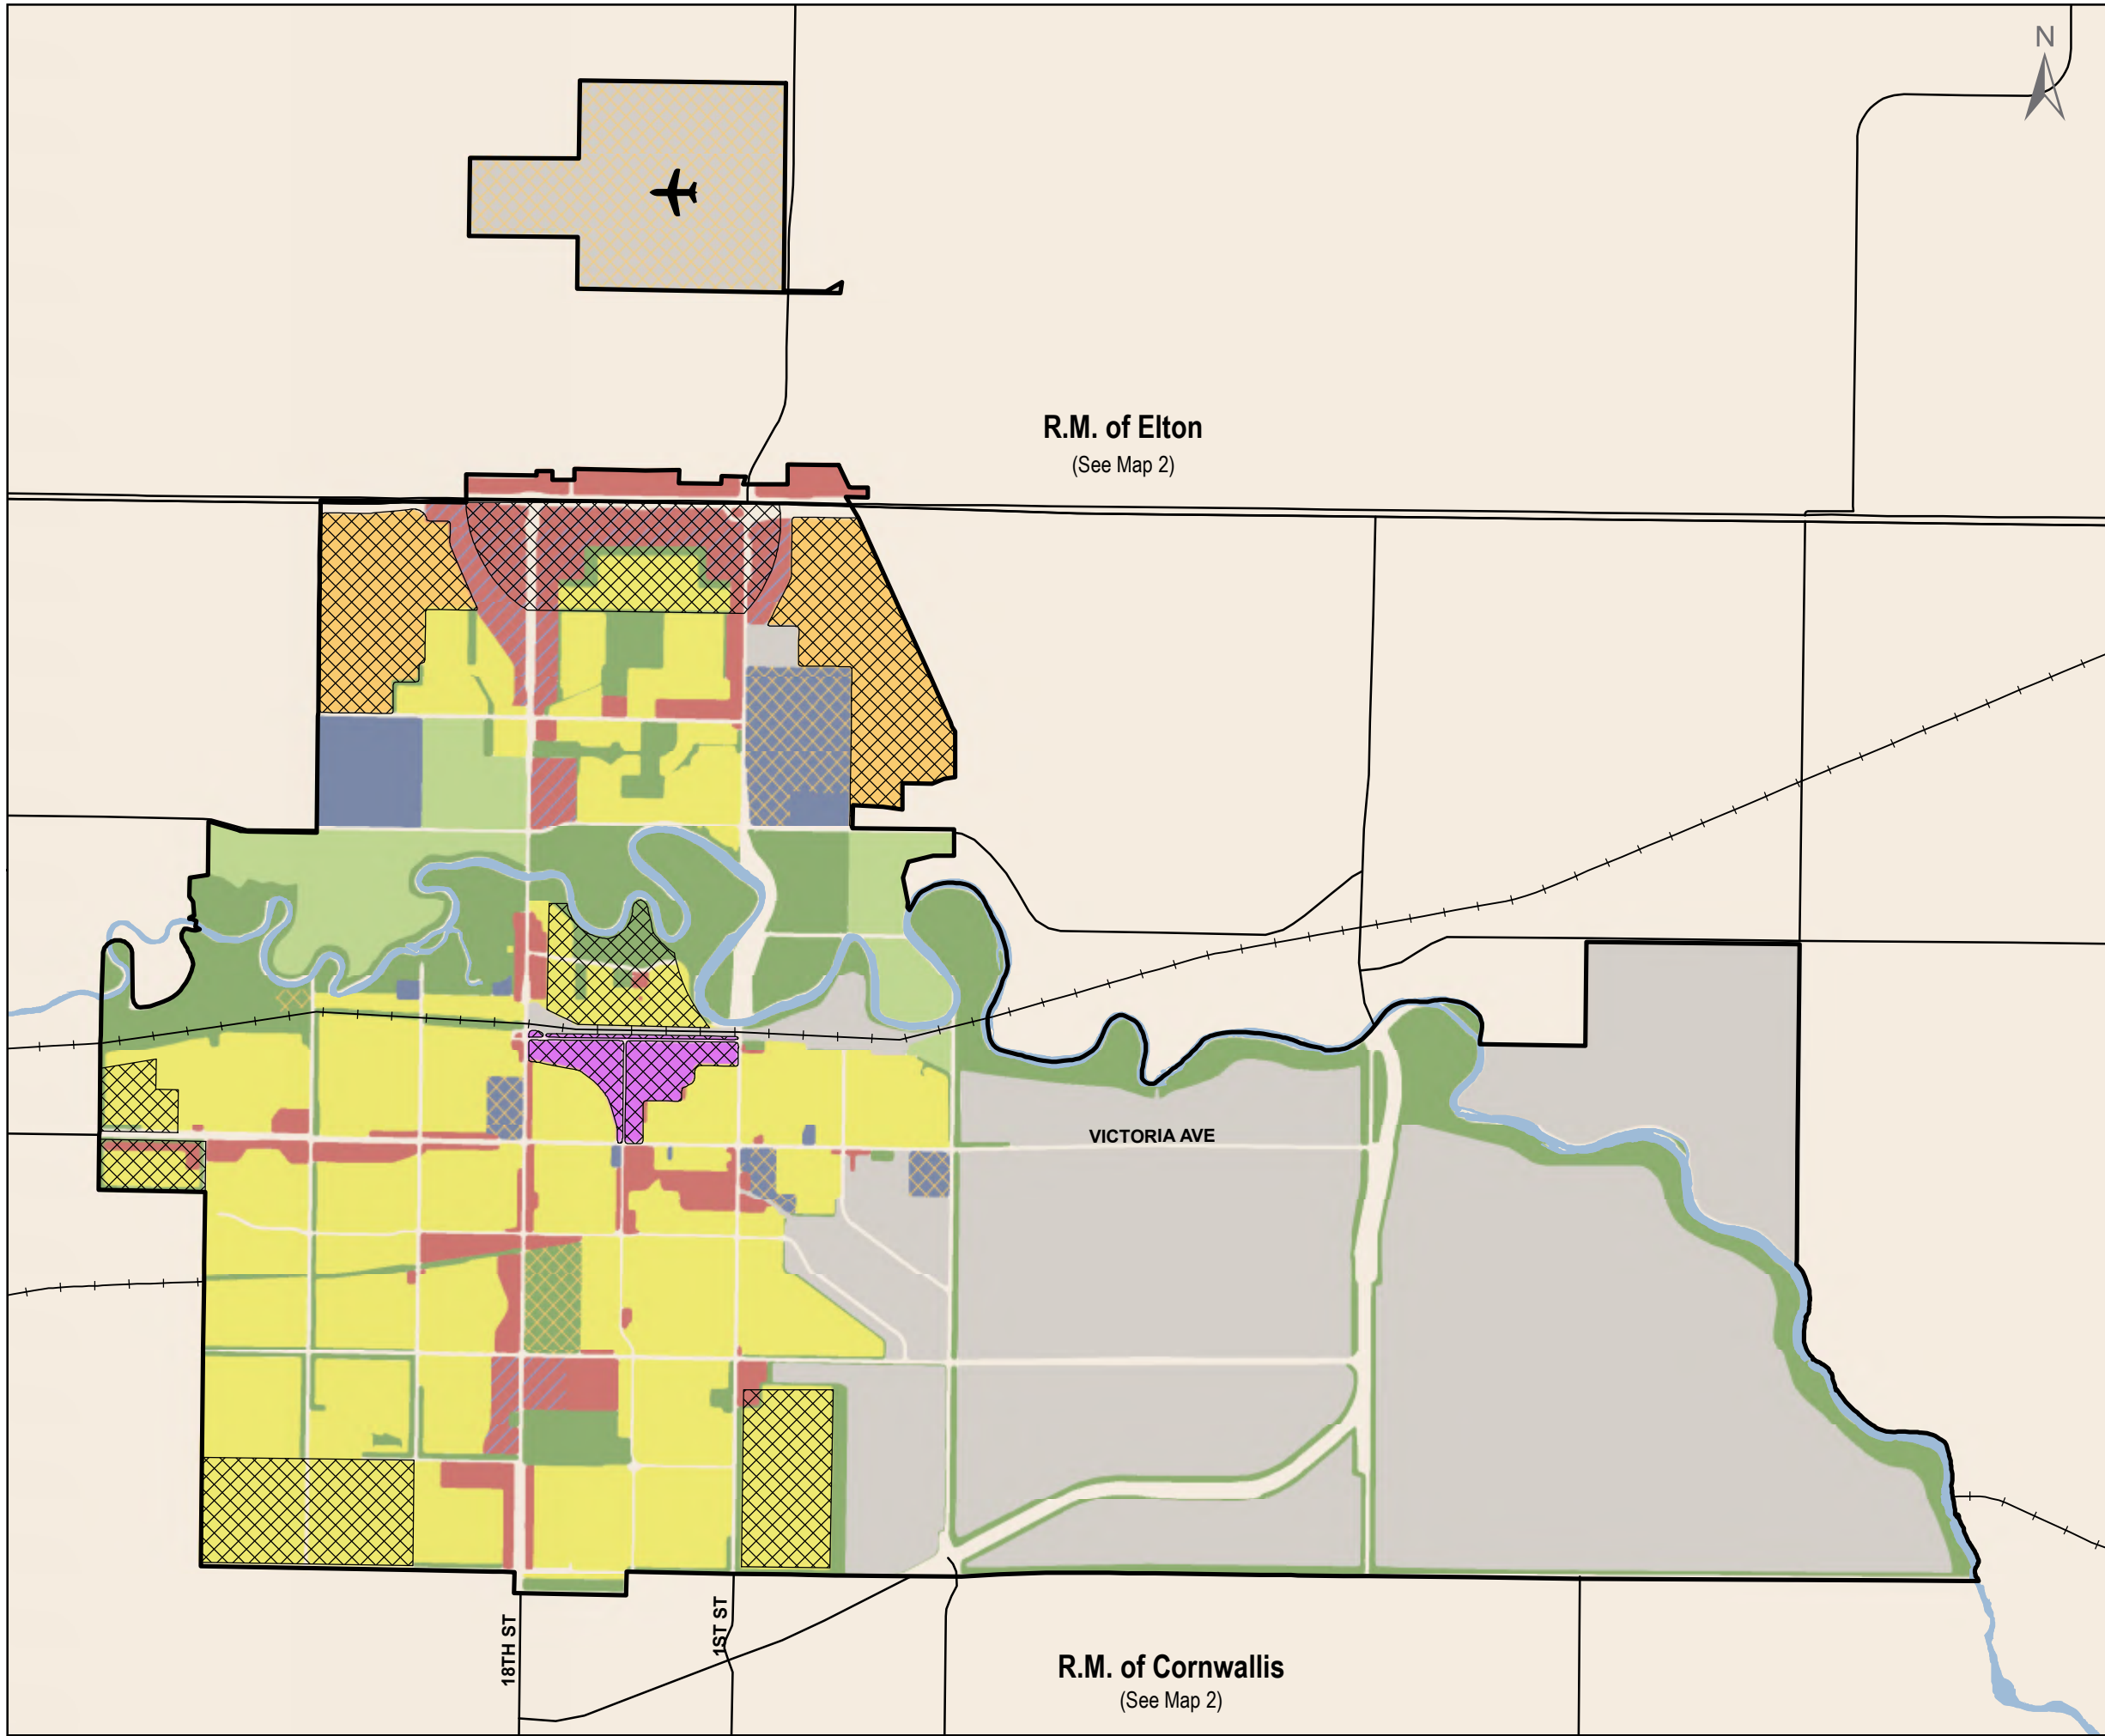 N
R.M. of Elton
(See Map 2)
VICTORIA AVE
18TH ST
1ST ST
R.M. of Cornwallis
(See Map 2)